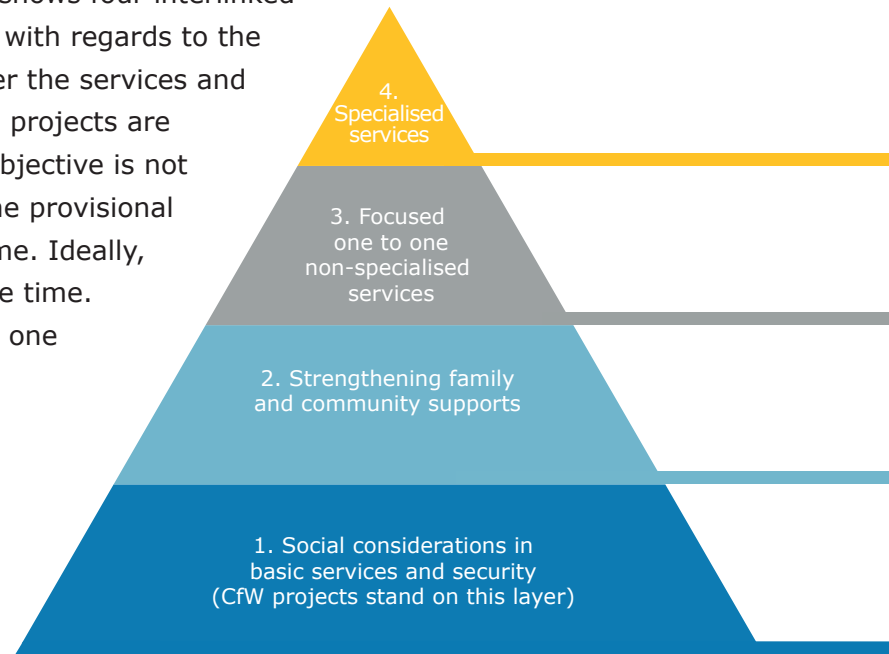 shows four interlinked
with regards to the
er the services and
projects are
bjective is not
ne provisional
me. Ideally,
e time.
one
4.
Specialised
services
3. Focused
one to one
non-specialised
services
2. Strengthening family
and community supports
1. Social considerations in
basic services and security
(CfW projects stand on this layer)